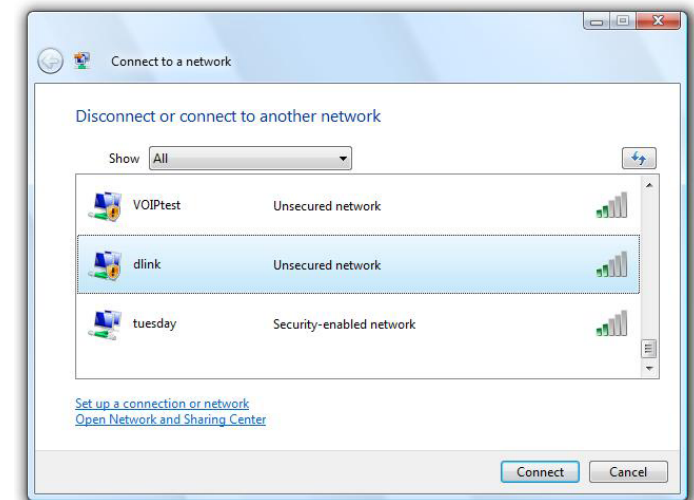 Connect to a network
Disconnect or connect to another network
Show All
VOIPtest Unsecured network
dlink Unsecured network
tuesday Security-enabled network
Set up a connection or network
Open Network and Sharing Center
Connect Cancel